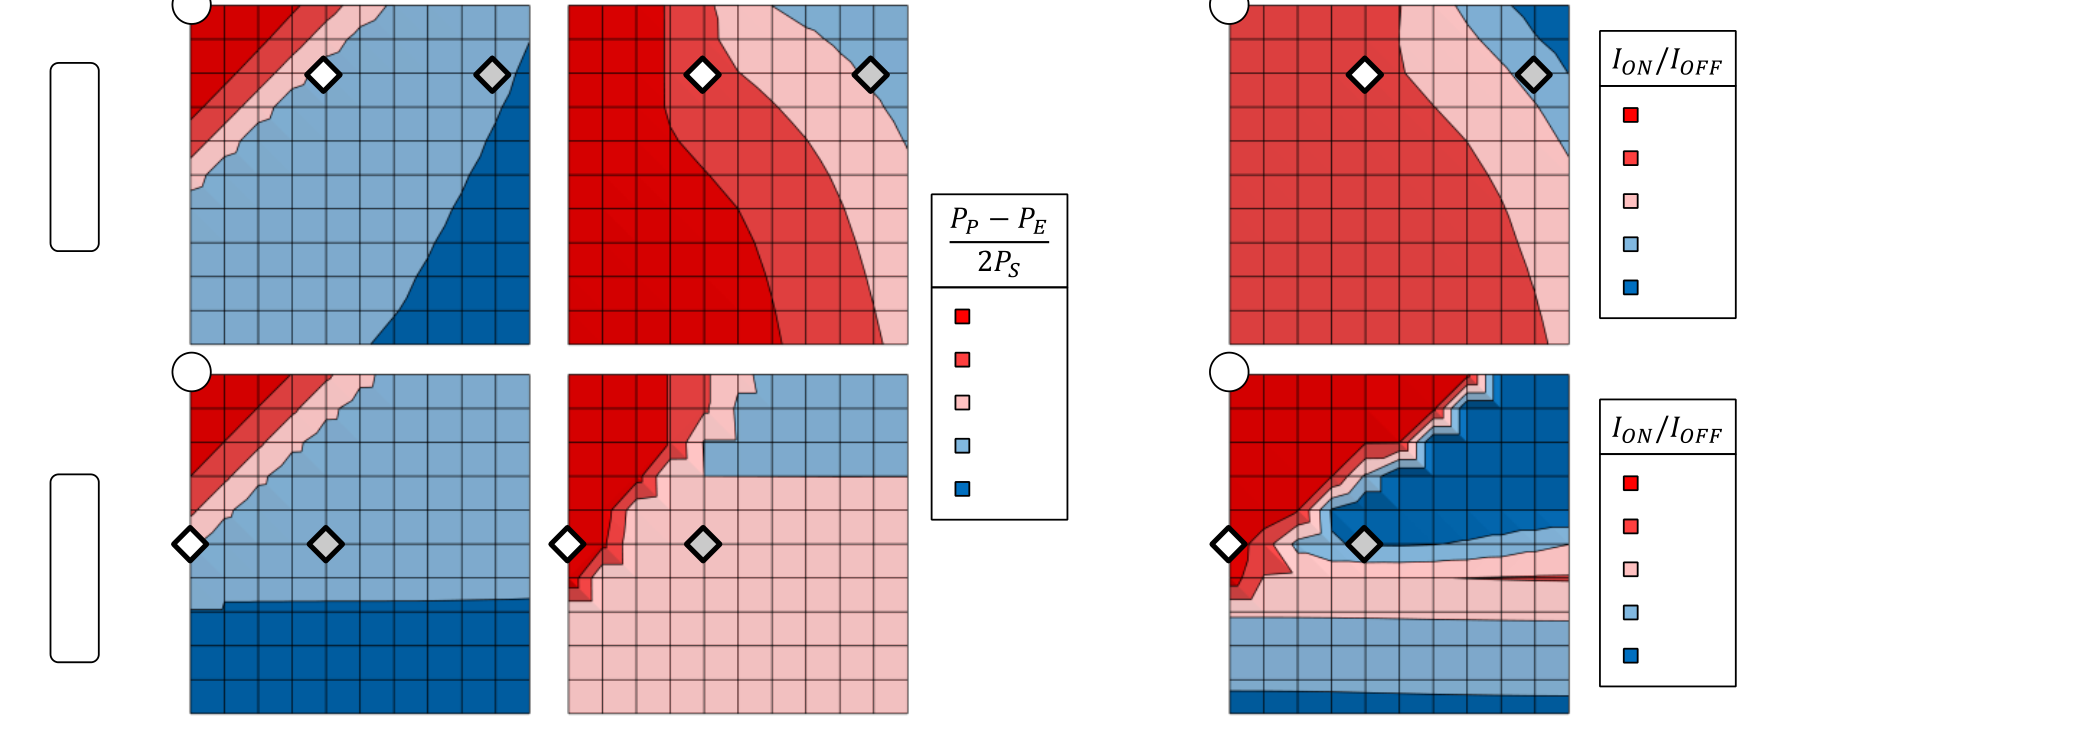 I_ON/I_OFF
P_P − P_E
2P_S
I_ON/I_OFF